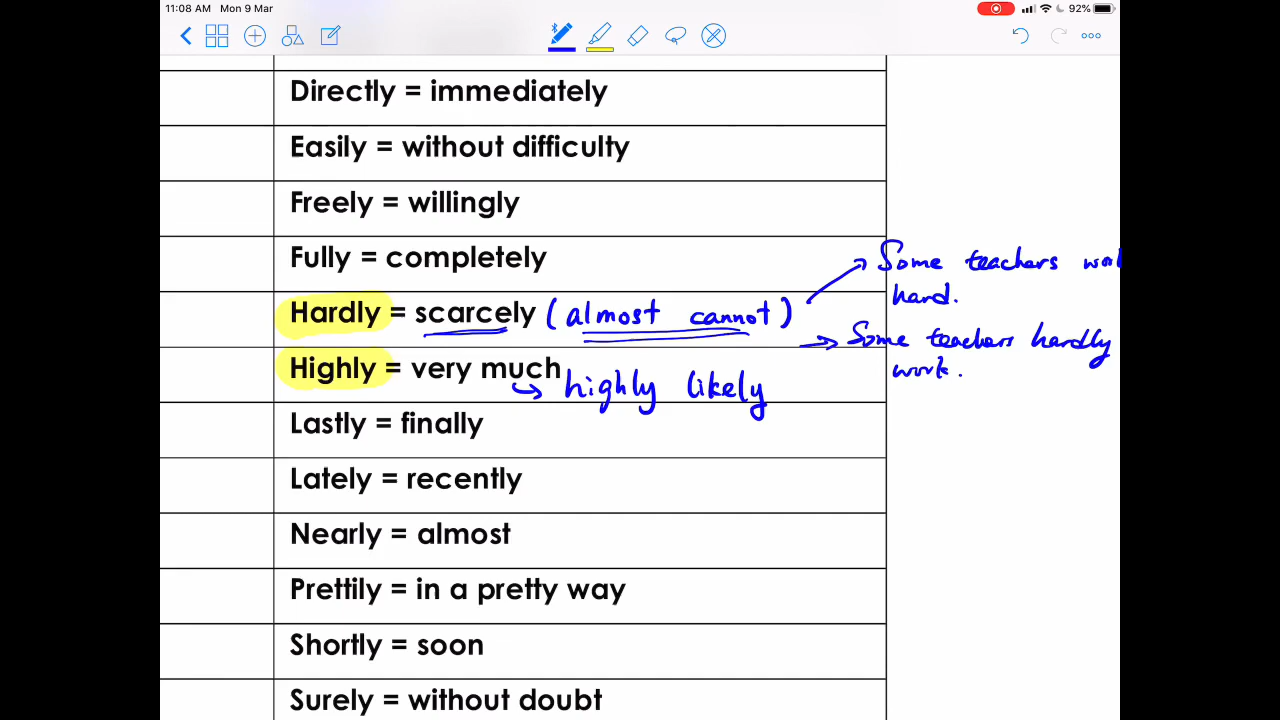 11:08 AM Mon 9 Mar
92%
Directly = immediately
Easily = without difficulty
Freely = willingly
Fully = completely
Hardly = scarcely (almost cannot)
Some teachers
hard.
Some teachers hardly
work.
Highly = very much
highly likely
Lastly = finally
Lately = recently
Nearly = almost
Prettily = in a pretty way
Shortly = soon
Surely = without doubt